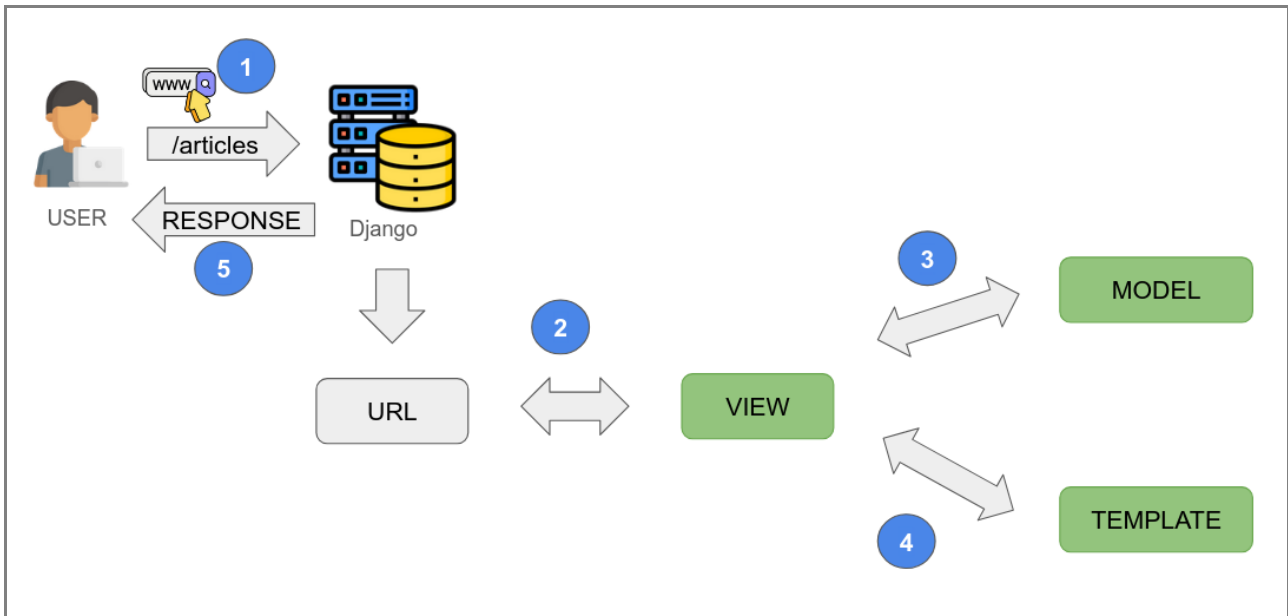 www
1
/articles
USER
RESPONSE
Django
5
3
MODEL
2
URL
VIEW
4
TEMPLATE